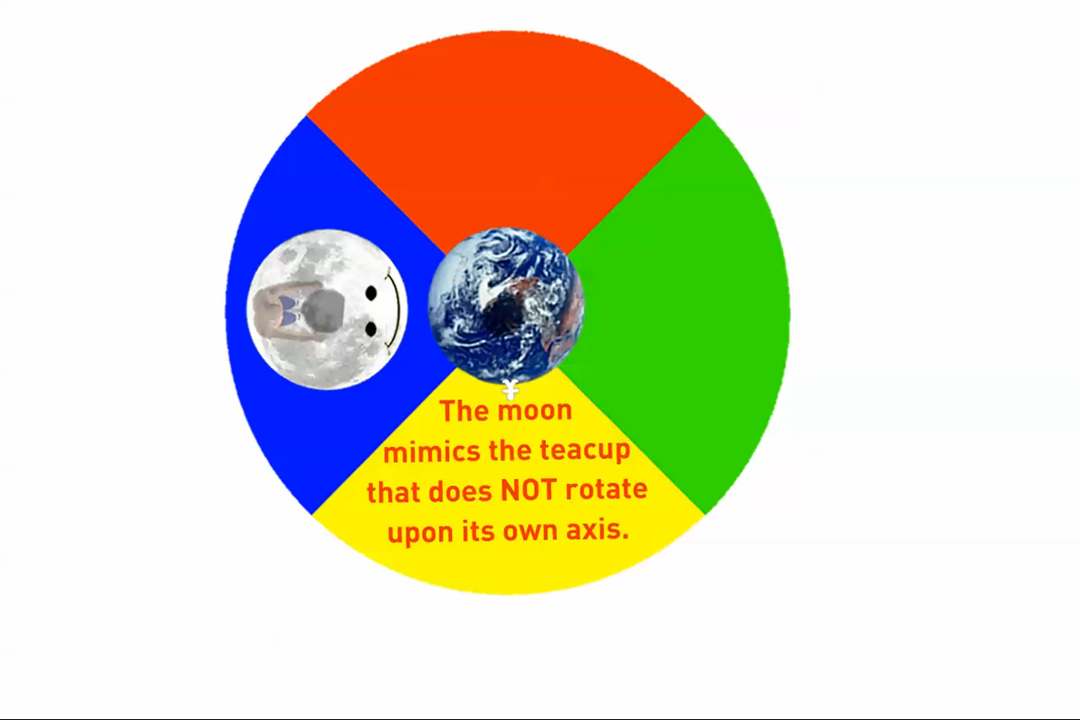 The moon
mimics the teacup
that does NOT rotate
upon its own axis.